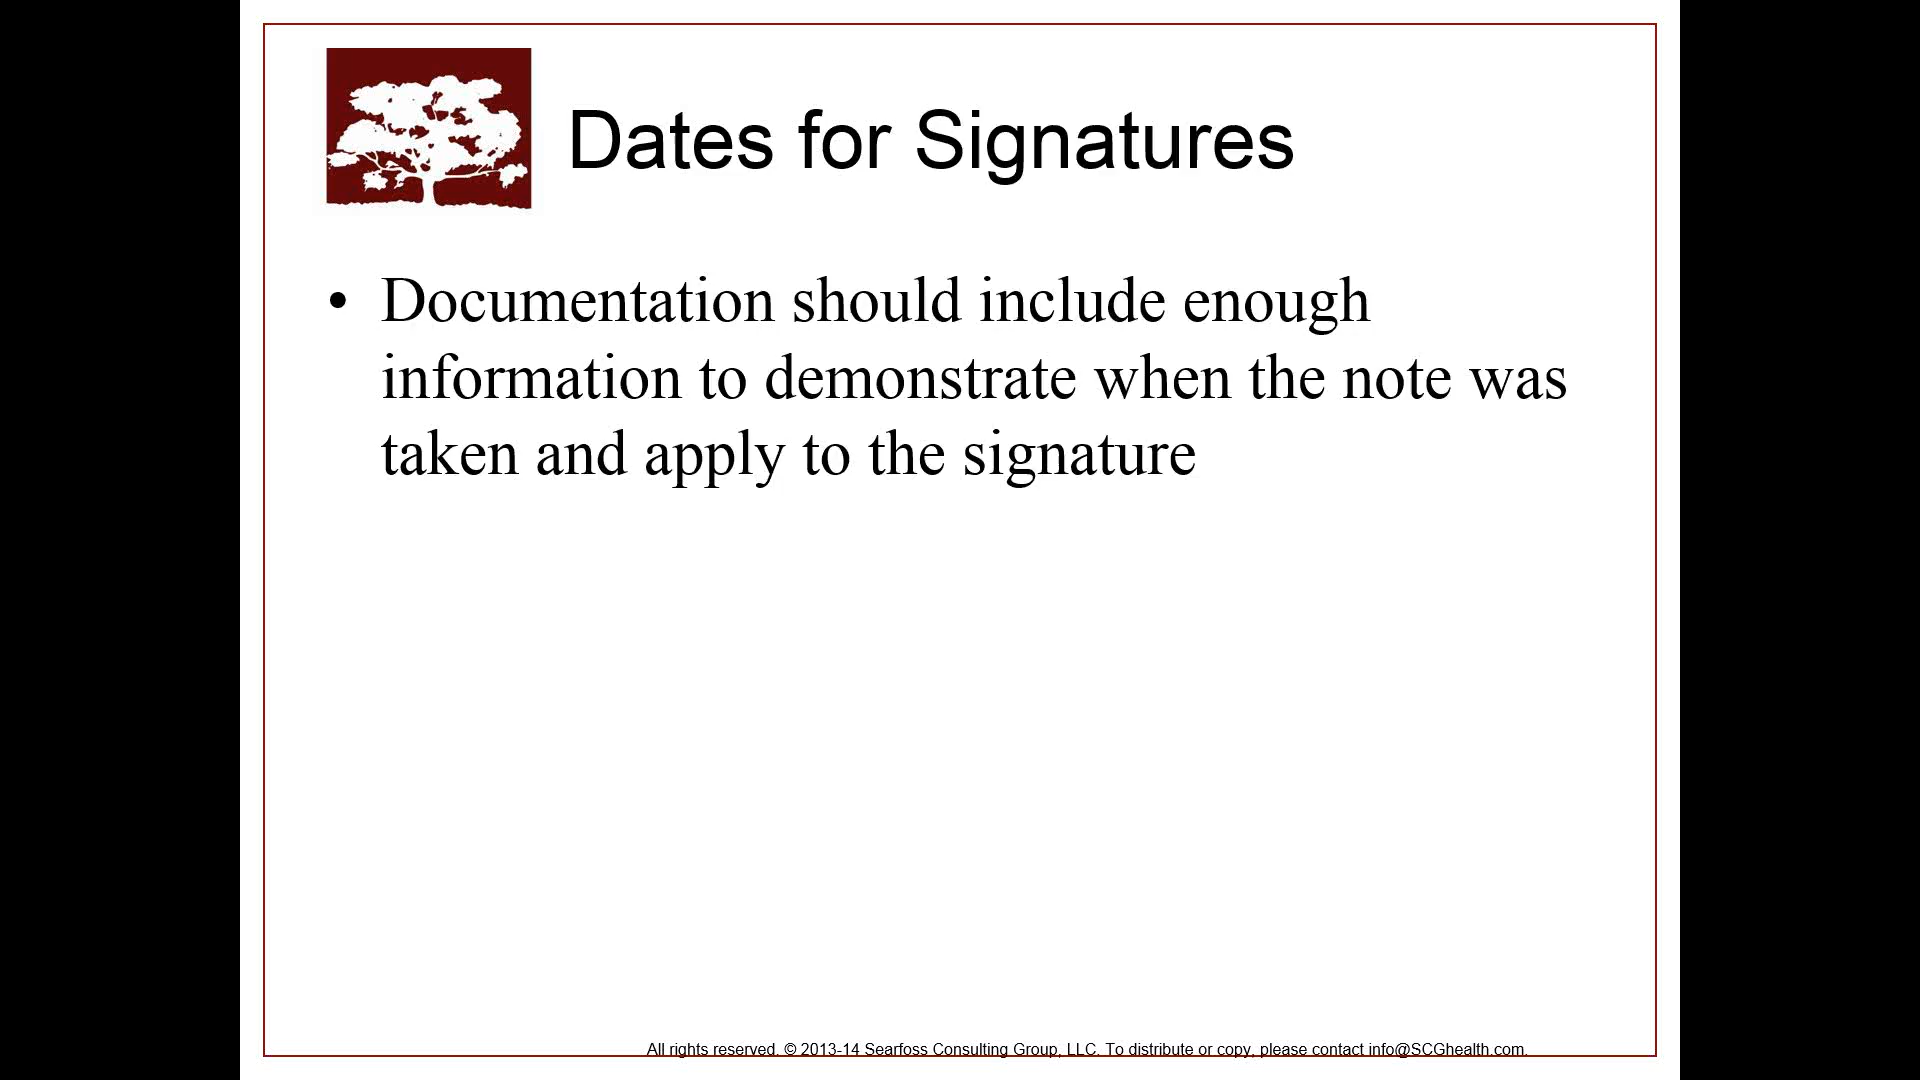 Dates for Signatures
• Documentation should include enough
information to demonstrate when the note was
taken and apply to the signature
All rights reserved. © 2013-14 Searfoss Consulting Group, LLC. To distribute or copy, please contact info@SCGhealth.com.